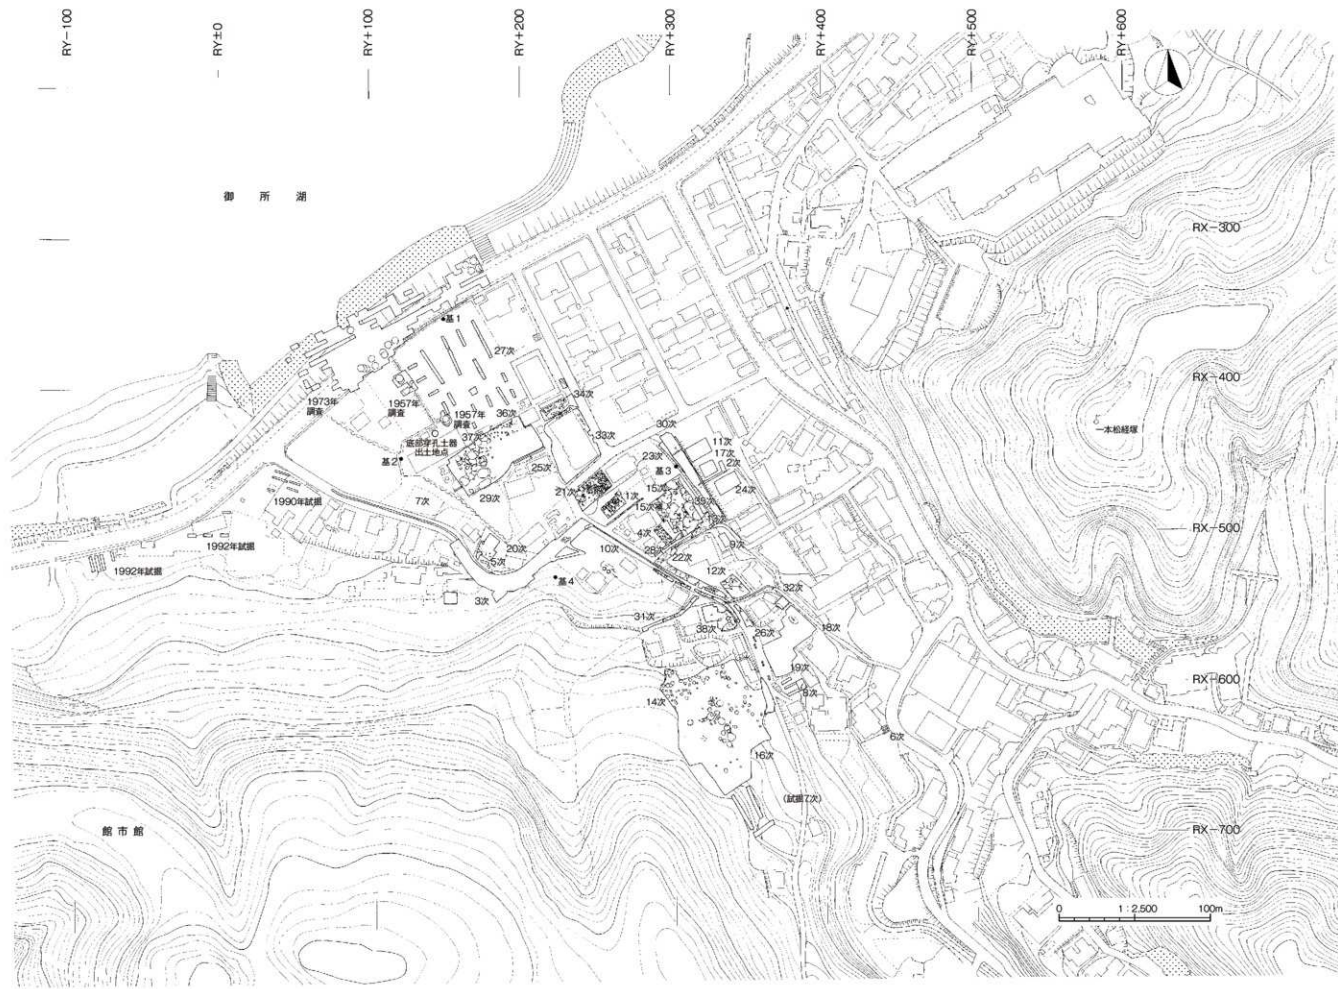 RY−100
RY±0
RY+100
RY+200
RY+300
RY+400
RY+500
RY+600
御所湖
RX−300
基1
27次
RX−400
1973年
調査
1957年
調査
1957年
調査
36次
34次
一本松経塚
37次
底部穿孔土器
出土地点
33次
30次
11次
17次
2次
23次
基3
基2
25次
24次
7次
29次
21次
1次
15次
15次
35次
1990年試掘
RX−500
4次
1992年試掘
20次
10次
28次
22次
9次
5次
1992年試掘
基4
12次
32次
3次
31次
38次
26次
18次
19次
RX−600
8次
14次
6次
16次
(試掘7次)
館市館
RX−700
0
1:2,500
100m